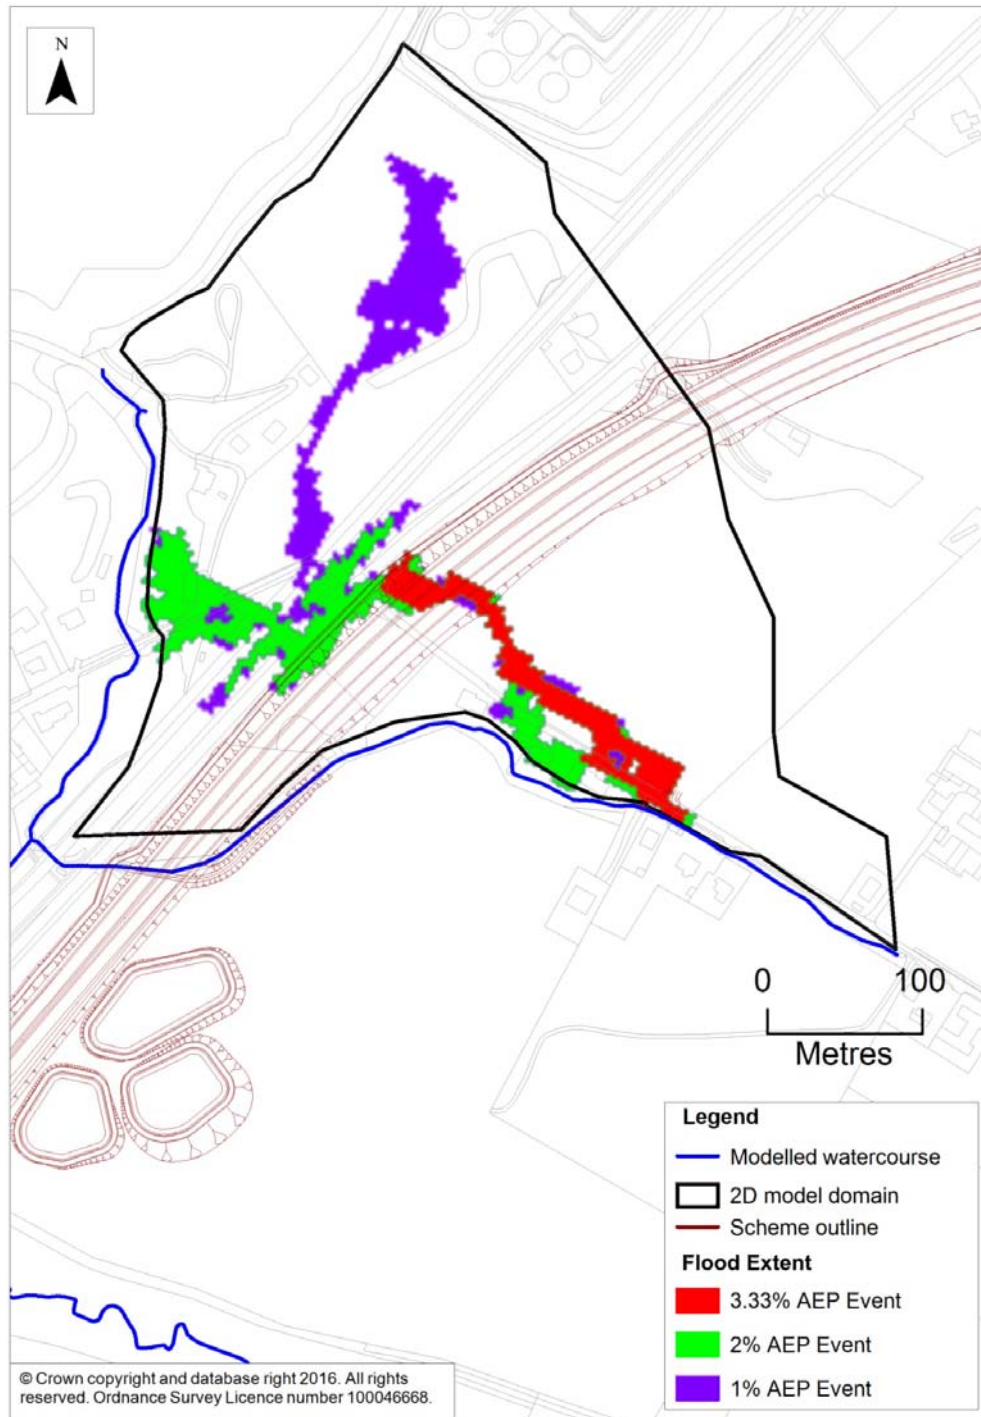 N
0 100
Metres
Legend
Modelled watercourse
2D model domain
Scheme outline
Flood Extent
3.33% AEP Event
2% AEP Event
1% AEP Event
© Crown copyright and database right 2016. All rights
reserved. Ordnance Survey Licence number 100046668.